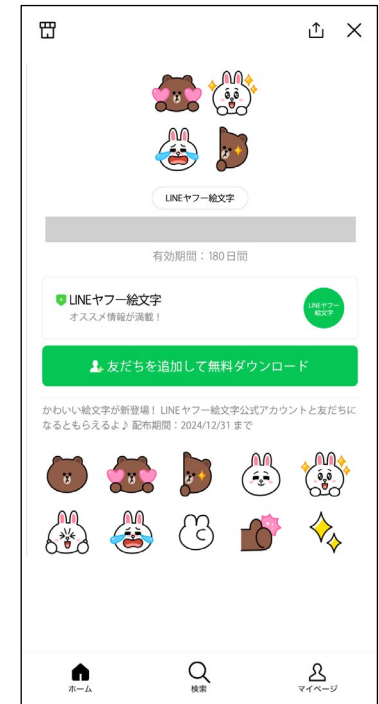 LINEヤフー絵文字
有効期間：180日間
LINEヤフー絵文字
オススメ情報が満載！
LINEヤフー
絵文字
友だちを追加して無料ダウンロード
かわいい絵文字が新登場！ LINEヤフー絵文字公式アカウントと友だちに
なるともらえるよ♪ 配布期間：2024/12/31 まで
ホーム
検索
マイページ